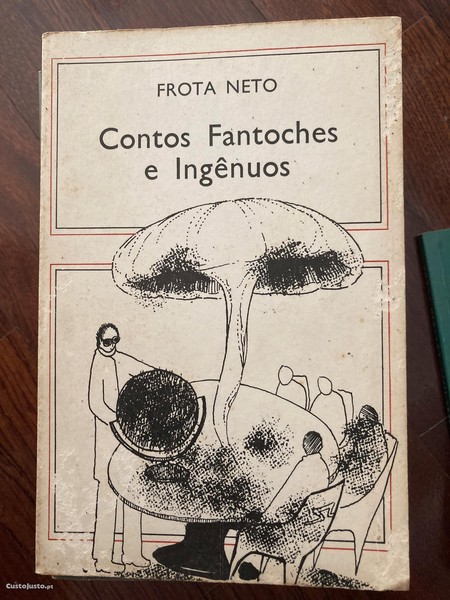 FROTA NETO
Contos Fantoches
e Ingênuos
CustoJusto.pt